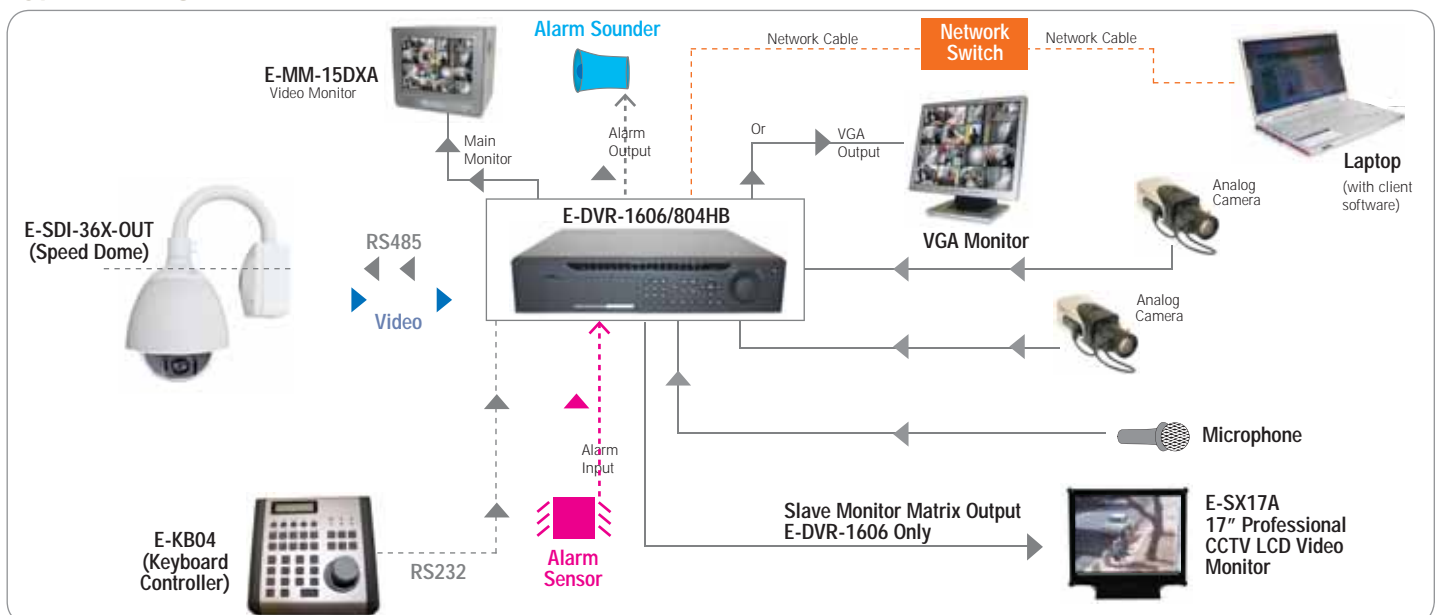 Alarm Sounder
Network Cable
Network
Switch
Network Cable
E-MM-15DXA
Video Monitor
Main
Monitor
Alarm
Output
Or
VGA
Output
Laptop
(with client
software)
Analog
Camera
E-SDI-36X-OUT
(Speed Dome)
RS485
Video
E-DVR-1606/804HB
VGA Monitor
Analog
Camera
Microphone
Alarm
Input
E-KB04
(Keyboard
Controller)
RS232
Alarm
Sensor
Slave Monitor Matrix Output
E-DVR-1606 Only
E-SX17A
17” Professional
CCTV LCD Video
Monitor